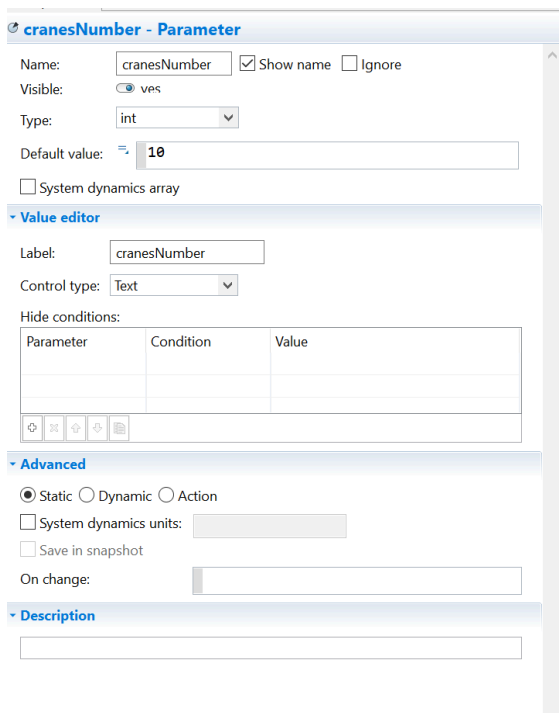 cranesNumber - Parameter
Name: cranesNumber Show name Ignore
Visible: yes
Type: int
Default value: 10
System dynamics array
Value editor
Label: cranesNumber
Control type: Text
Hide conditions:
Parameter Condition Value
Advanced
Static Dynamic Action
System dynamics units:
Save in snapshot
On change:
Description